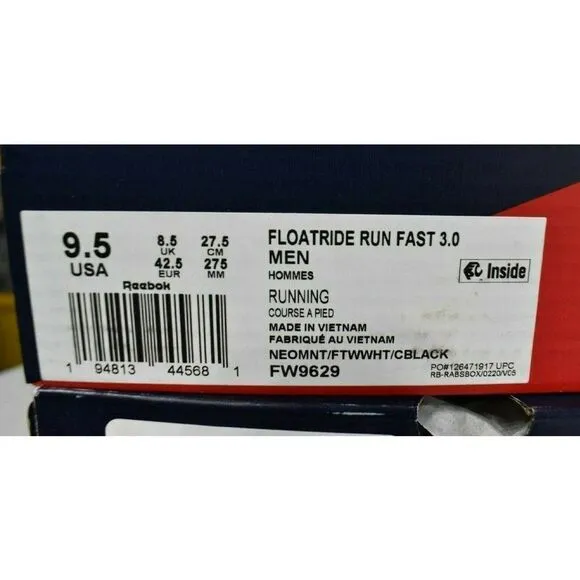 9.5
USA
8.5
UK
42.5
EUR
27.5
CM
275
MM
Reebok
1 94813 44568 1
FLOATRIDE RUN FAST 3.0
MEN
HOMMES
RUNNING
COURSE A PIED
MADE IN VIETNAM
FABRIQUÉ AU VIETNAM
NEOMNT/FTWWHT/CBLACK
FW9629
Inside
PO#126471917 UPC
RB-RABSBOX/0220/V05